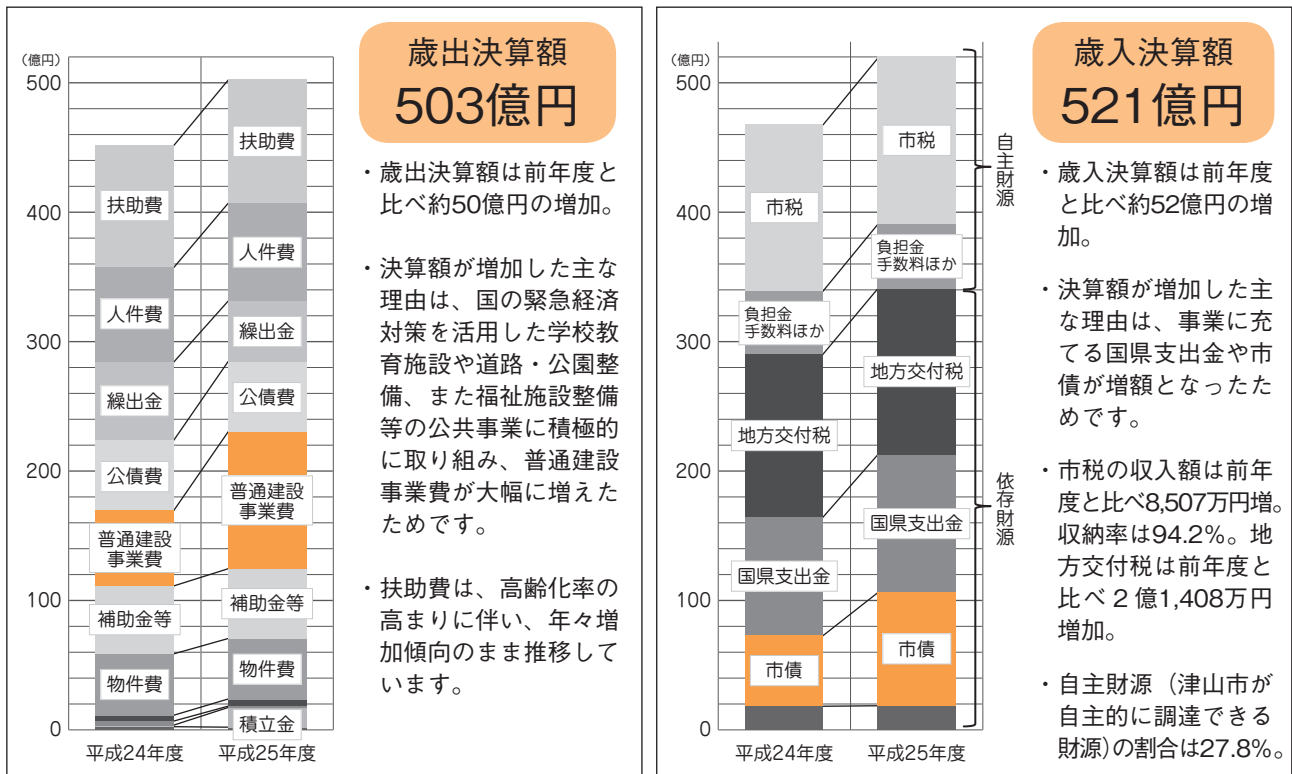 (億円)
500
400
300
200
100
0
扶助費
人件費
繰出金
公債費
普通建設
事業費
補助金等
物件費
平成24年度
扶助費
人件費
繰出金
公債費
普通建設
事業費
補助金等
物件費
積立金
平成25年度
歳出決算額
503億円
・歳出決算額は前年度と
比べ約50億円の増加。
・決算額が増加した主な
理由は、国の緊急経済
対策を活用した学校教
育施設や道路・公園整
備、また福祉施設整備
等の公共事業に積極的
に取り組み、普通建設
事業費が大幅に増えた
ためです。
・扶助費は、高齢化率の
高まりに伴い、年々増
加傾向のまま推移して
います。
(億円)
500
400
300
200
100
0
市税
負担金
手数料ほか
地方交付税
国県支出金
市債
平成24年度
市税
負担金
手数料ほか
地方交付税
国県支出金
市債
平成25年度
自主財源
依存財源
歳入決算額
521億円
・歳入決算額は前年度
と比べ約52億円の増
加。
・決算額が増加した主
な理由は、事業に充
てる国県支出金や市
債が増額となったた
めです。
・市税の収入額は前年
度と比べ8,507万円増。
収納率は94.2%。地
方交付税は前年度と
比べ2億1,408万円
増加。
・自主財源（津山市が
自主的に調達できる
財源)の割合は27.8%。